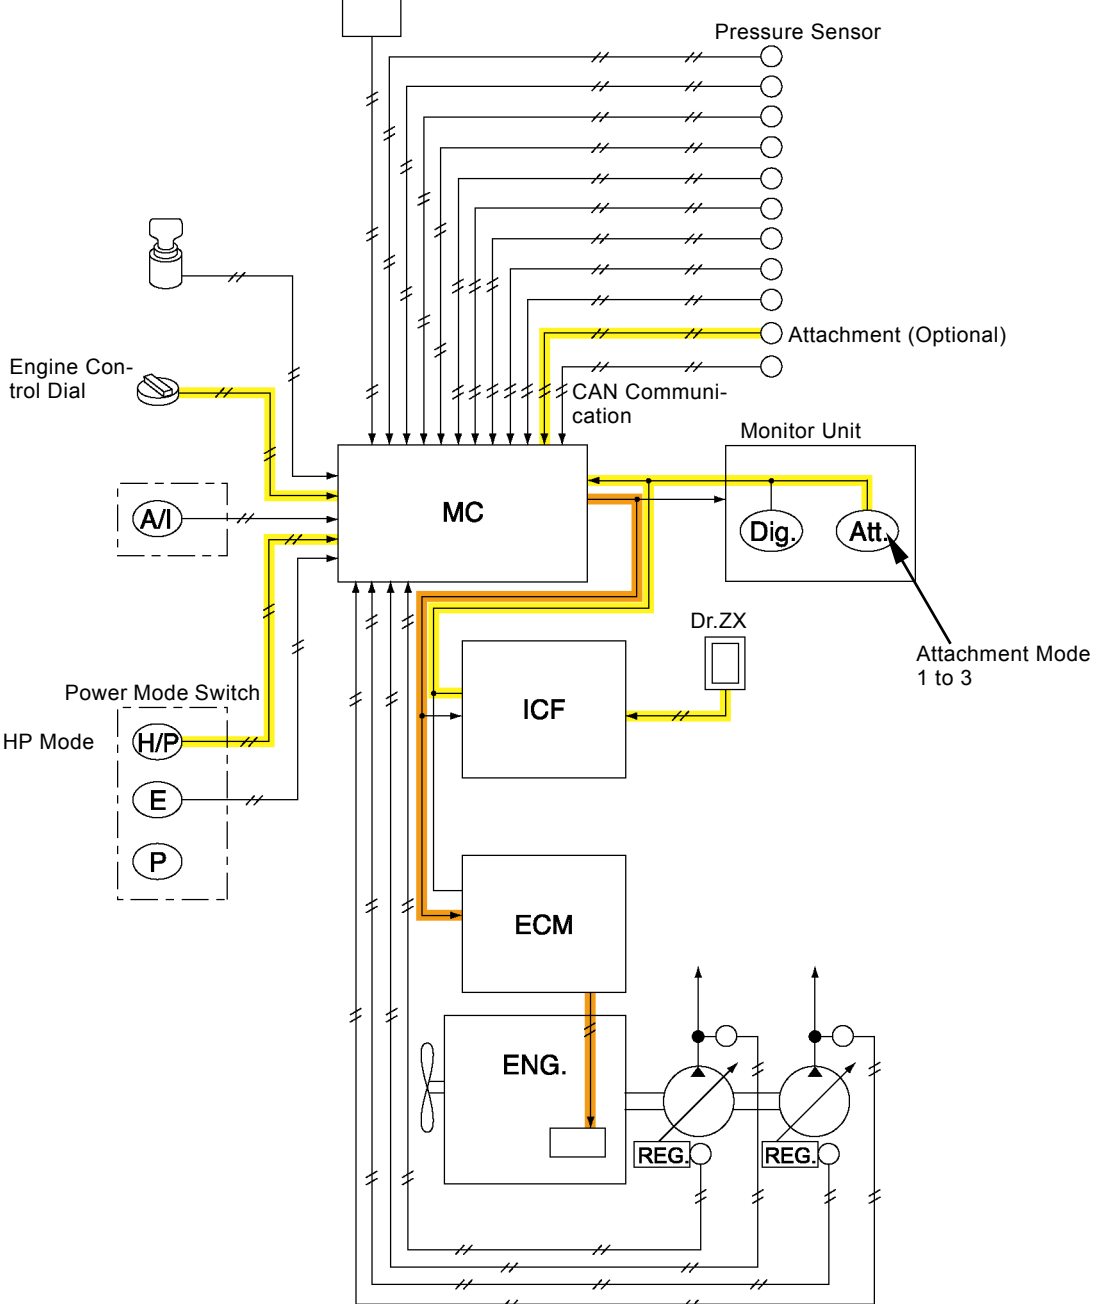 Pressure Sensor
Attachment (Optional)
Engine Con-
trol Dial
CAN Communi-
cation
Monitor Unit
A/I
MC
Dig.
Att.
Dr.ZX
Attachment Mode
1 to 3
Power Mode Switch
ICF
HP Mode
H/P
E
P
ECM
ENG.
REG.
REG.